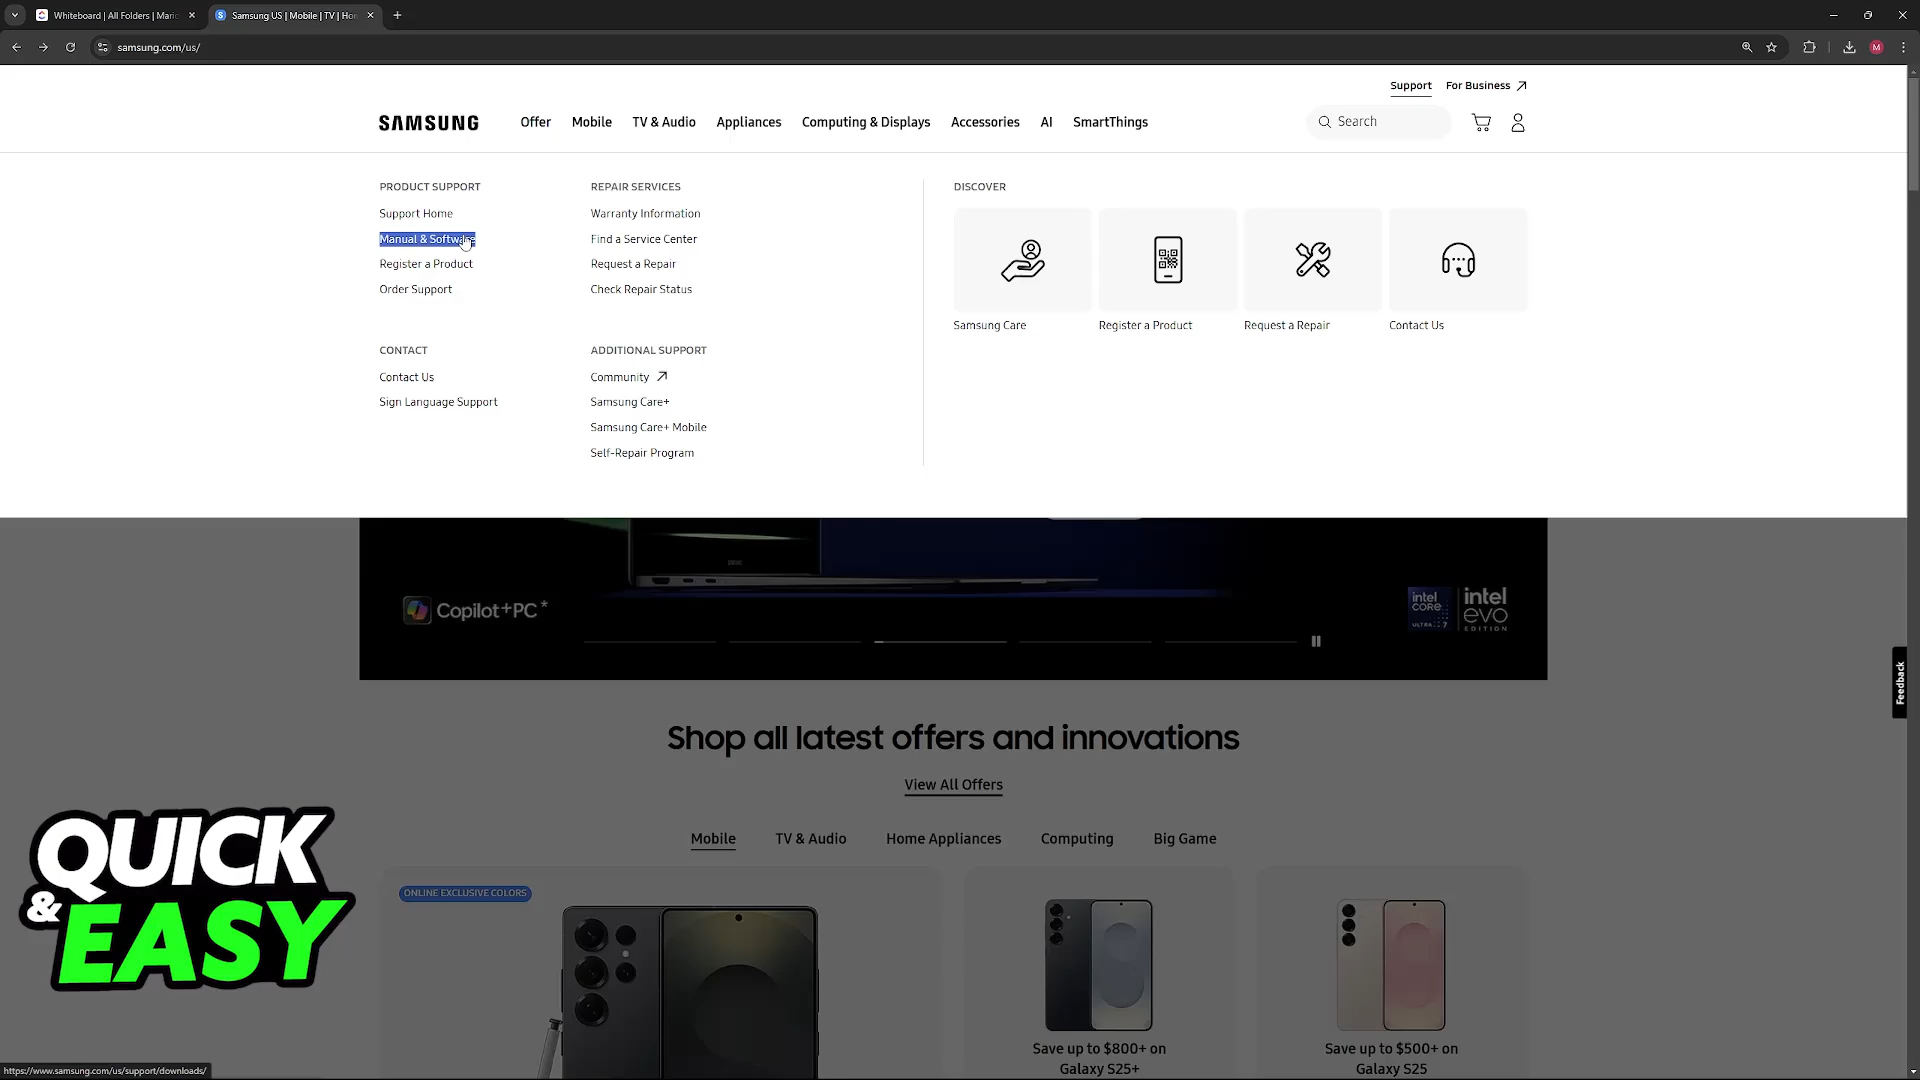 Whiteboard | All Folders | Mari
Samsung US | Mobile | TV | Ho
samsung.com/us/
M
Support
For Business
SAMSUNG
Offer
Mobile
TV & Audio
Appliances
Computing & Displays
Accessories
AI
SmartThings
Search
PRODUCT SUPPORT
Support Home
Manual & Software
Register a Product
Order Support
REPAIR SERVICES
Warranty Information
Find a Service Center
Request a Repair
Check Repair Status
CONTACT
Contact Us
Sign Language Support
ADDITIONAL SUPPORT
Community
Samsung Care+
Samsung Care+ Mobile
Self-Repair Program
DISCOVER
Samsung Care
Register a Product
Request a Repair
Contact Us
Copilot+PC*
intel
CORE
ULTRA 7
intel
evo
EDITION
Feedback
Shop all latest offers and innovations
View All Offers
Mobile
TV & Audio
Home Appliances
Computing
Big Game
ONLINE EXCLUSIVE COLORS
Save up to $800+ on
Galaxy S25+
Save up to $500+ on
Galaxy S25
QUICK
& EASY
https://www.samsung.com/us/support/downloads/